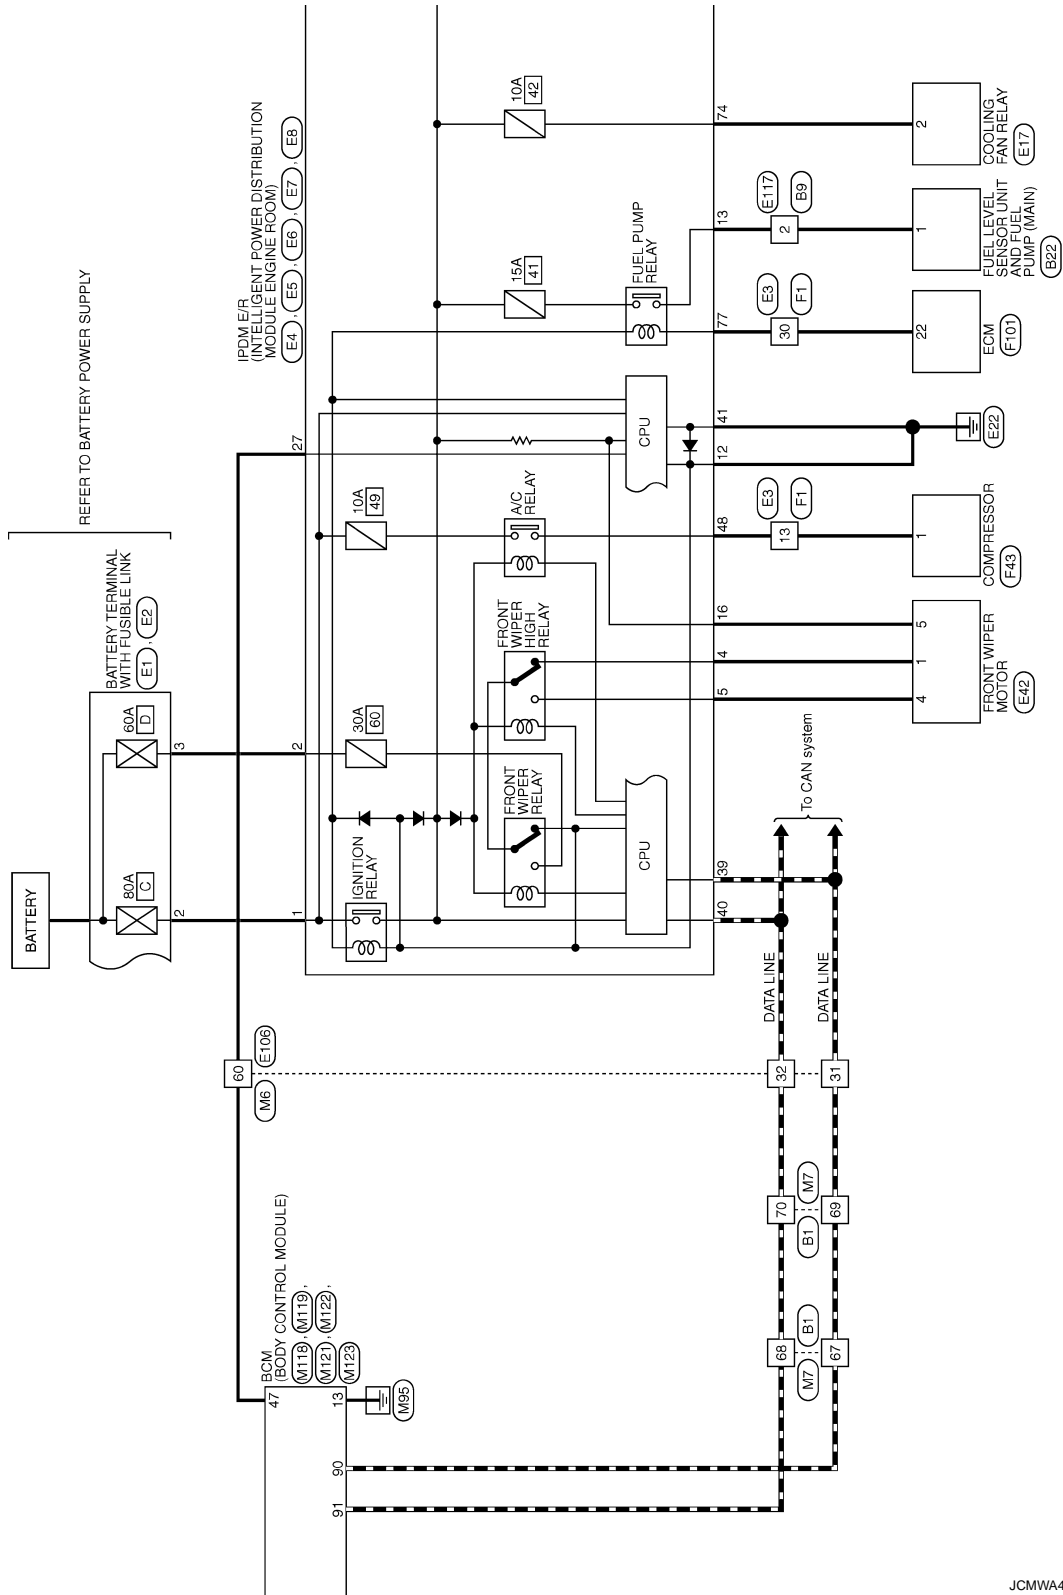 REFER TO BATTERY POWER SUPPLY
BATTERY
80A
C
60A
D
BATTERY TERMINAL
WITH FUSIBLE LINK
E1 , E2
2
3
IPDM E/R
(INTELLIGENT POWER DISTRIBUTION
MODULE ENGINE ROOM)
E4 , E5 , E6 , E7 , E8
BCM
(BODY CONTROL MODULE)
M118 , M119 ,
M121 , M122 ,
M123
47
13
M95
91
90
60
M6
E106
1
2
27
IGNITION
RELAY
30A
60
10A
49
FRONT
WIPER
RELAY
FRONT
WIPER
HIGH
RELAY
A/C
RELAY
15A
41
10A
42
CPU
CPU
FUEL PUMP
RELAY
40
39
5
4
16
48
12
41
77
13
74
M7
B1
68
67
B1
M7
70
69
32
31
DATA LINE
DATA LINE
To CAN system
13
E3
F1
30
E3
F1
2
E117
B9
4
1
5
FRONT WIPER
MOTOR
E42
1
COMPRESSOR
F43
E22
22
ECM
F101
1
FUEL LEVEL
SENSOR UNIT
AND FUEL
PUMP (MAIN)
B22
2
COOLING
FAN RELAY
E17